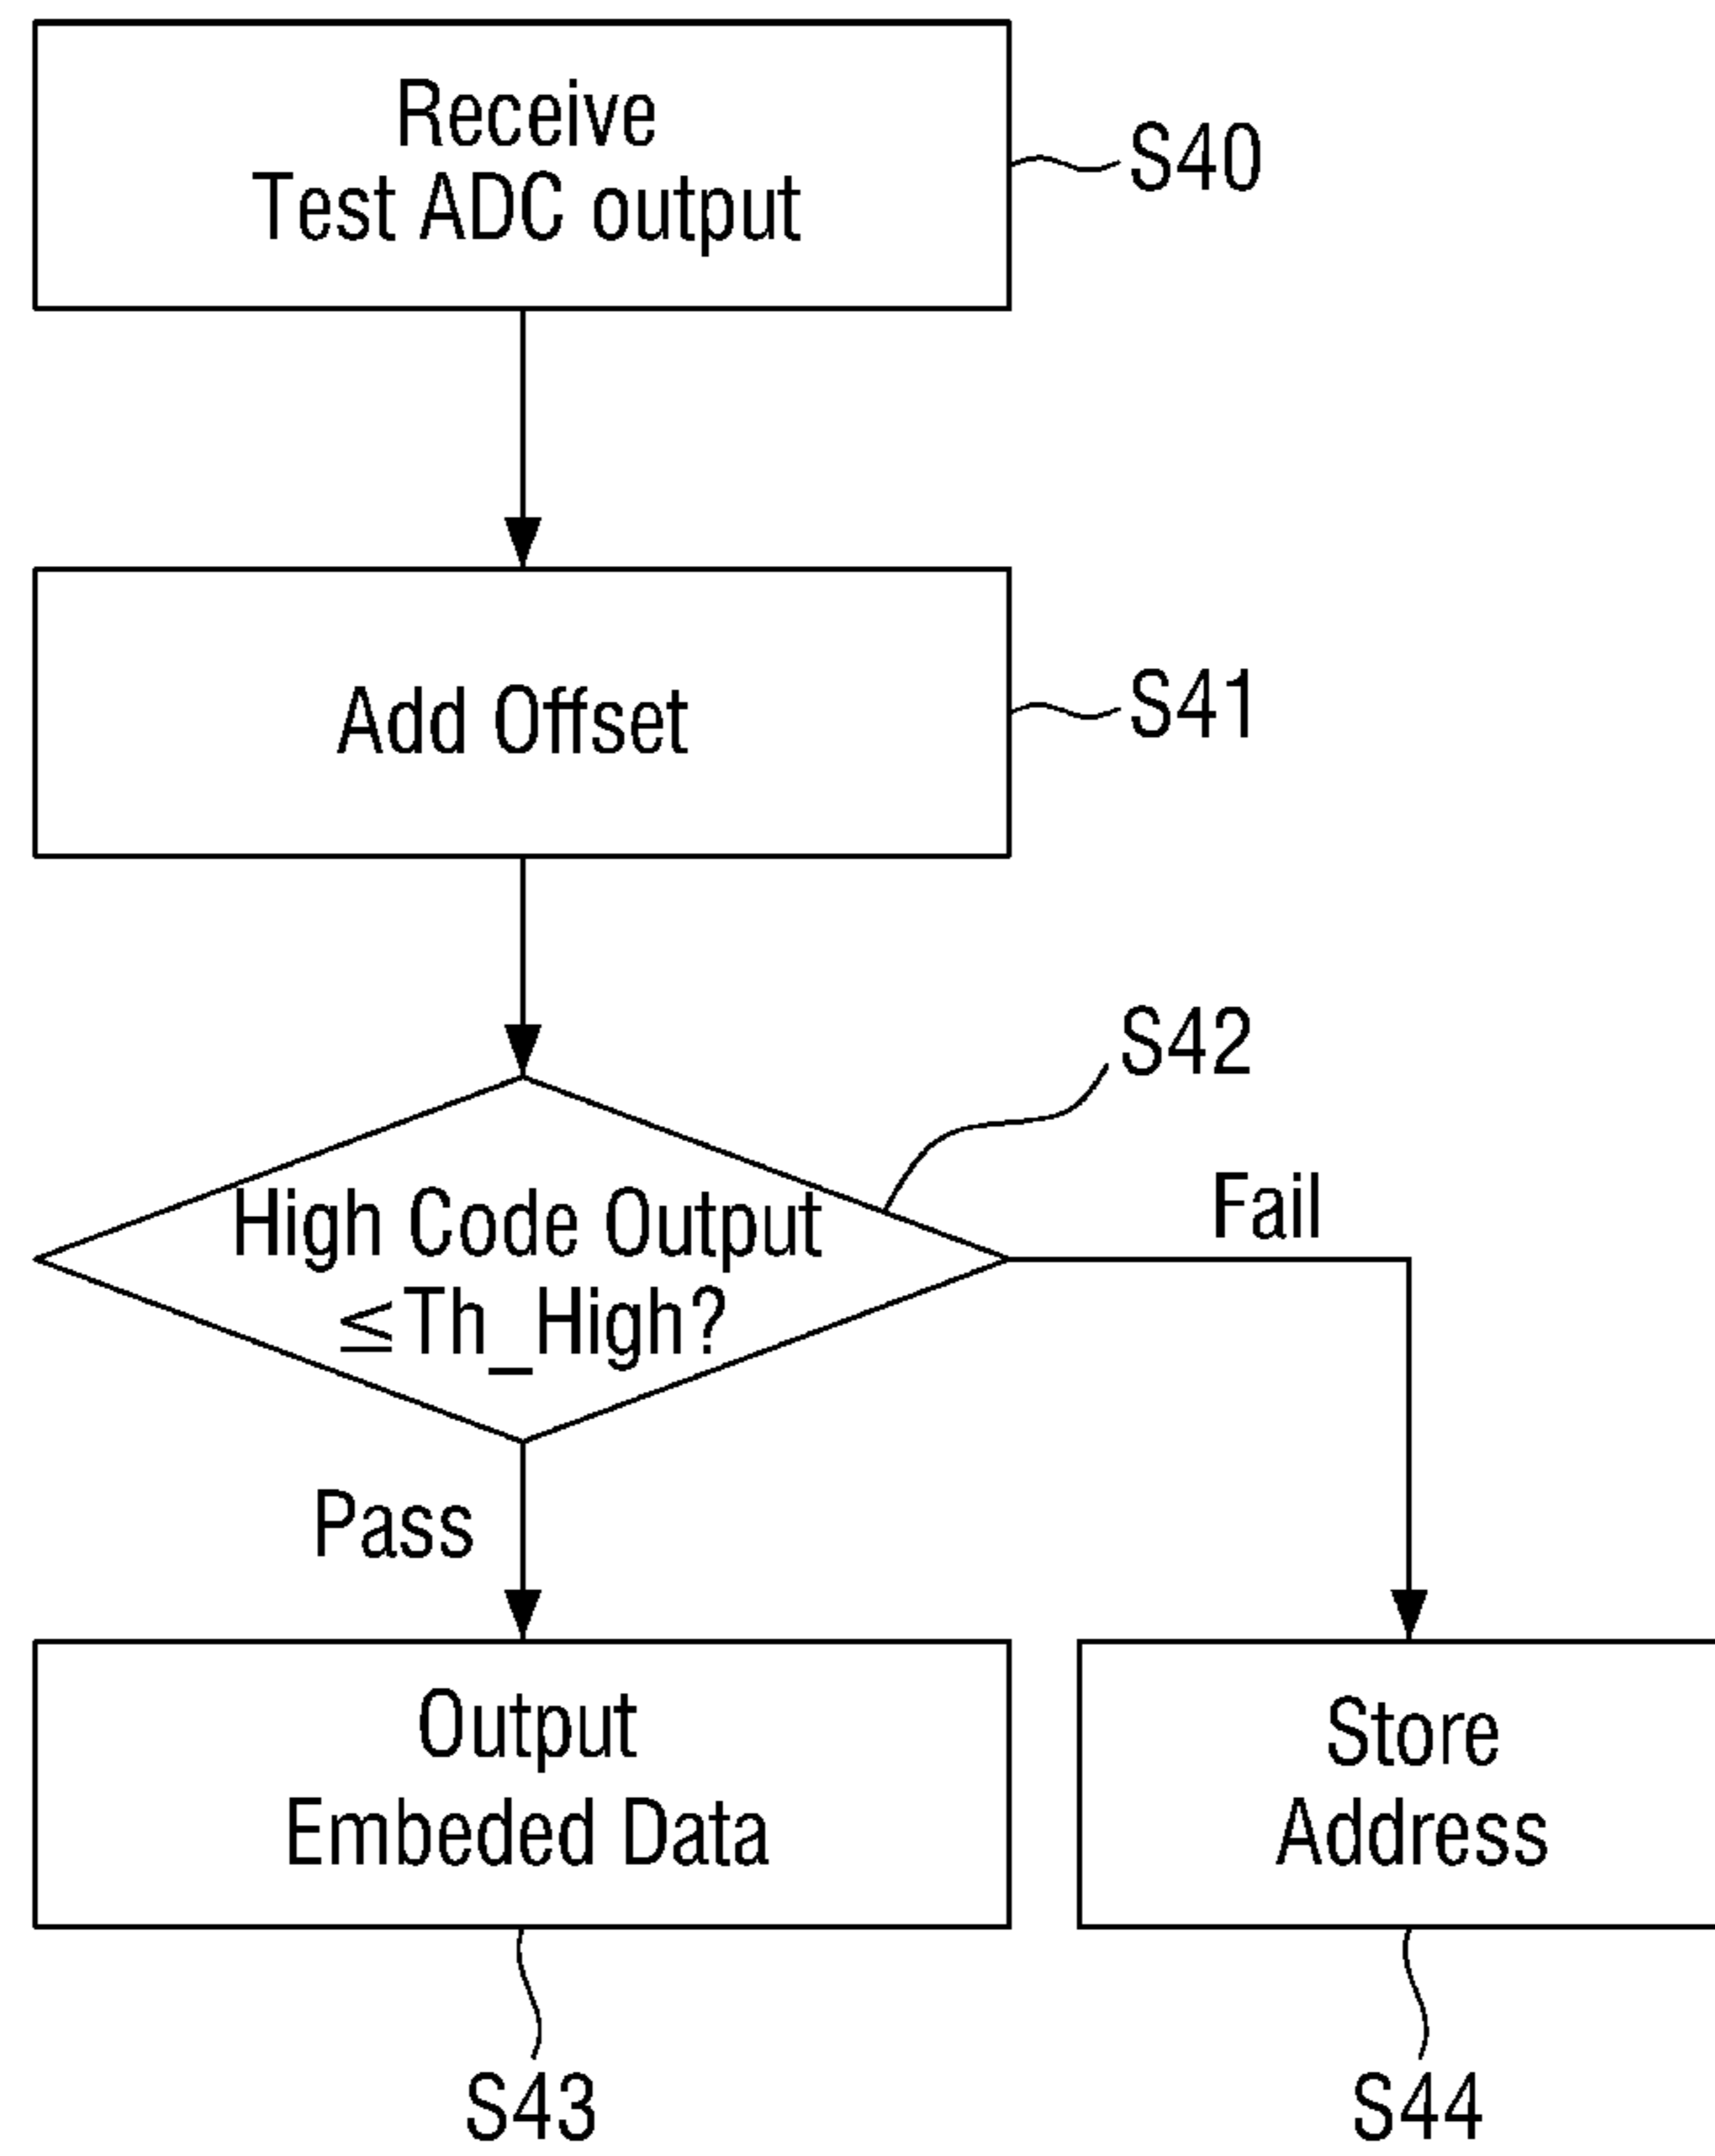 Receive
Test ADC output
S40
Add Offset
S41
S42
High Code Output
≤Th_High?
Fail
Pass
Output
Embeded Data
Store
Address
S43
S44